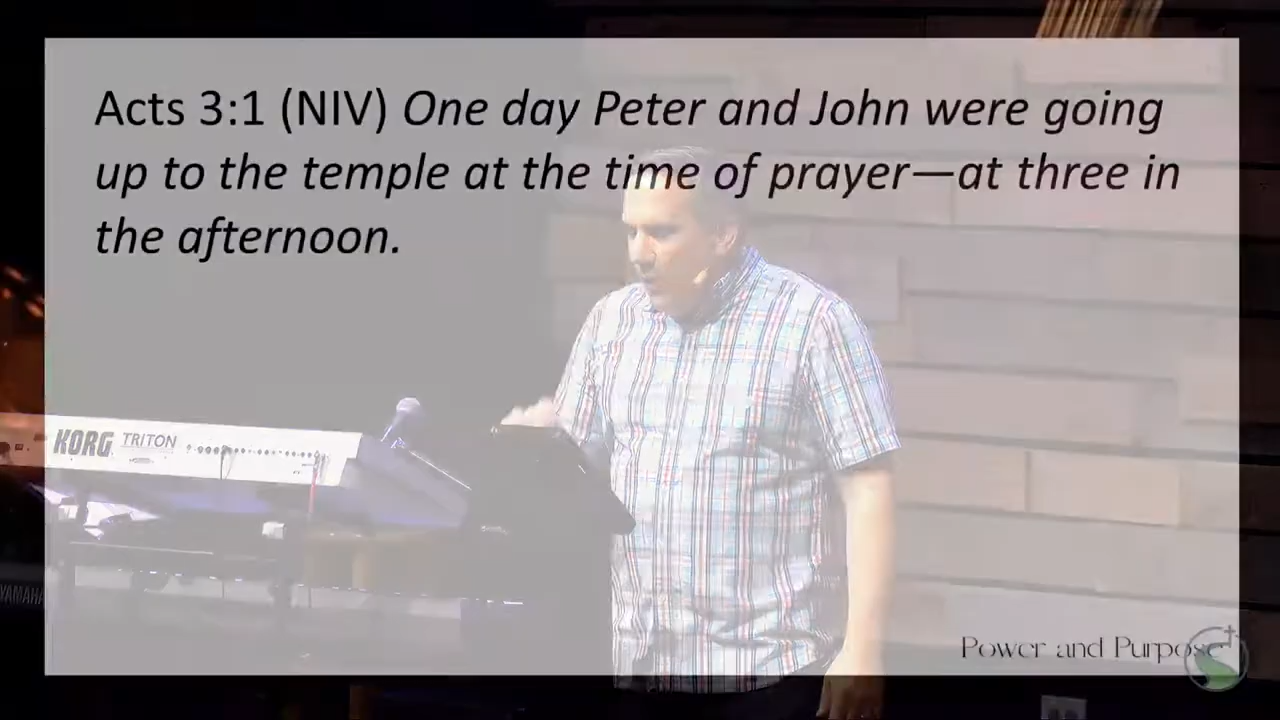 Acts 3:1 (NIV) One day Peter and John were going
up to the temple at the time of prayer—at three in
the afternoon.
KORG TRITON
YAMAHA
Power and Purpose